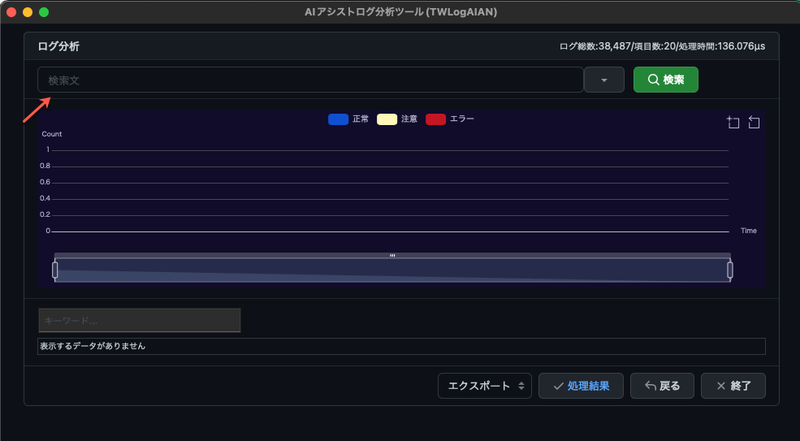 AIアシストログ分析ツール(TWLogAIAN)
ログ分析
ログ総数:38,487/項目数:20/処理時間:136.076µs
検索文
検索
正常 注意 エラー
Count
1
0.8
0.6
0.4
0.2
0
Time
キーワード...
表示するデータがありません
エクスポート 処理結果 戻る 終了